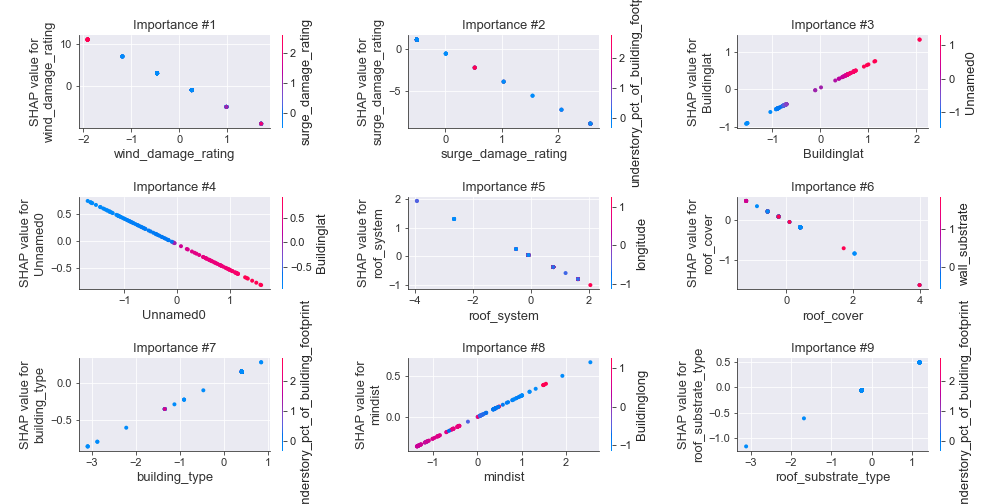 Importance #1
SHAP value for
wind_damage_rating
10
0
−2
−1
0
1
wind_damage_rating
2
1
0
surge_damage_rating
Importance #2
SHAP value for
surge_damage_rating
0
−5
0
1
2
surge_damage_rating
2
1
0
understory_pct_of_building_footprint
Importance #3
SHAP value for
Buildinglat
1
0
−1
−1
0
1
2
Buildinglat
1
0
−1
Unnamed0
Importance #4
SHAP value for
Unnamed0
0.5
0.0
−0.5
−1
0
1
Unnamed0
0.5
0.0
−0.5
Buildinglat
Importance #5
SHAP value for
roof_system
2
1
0
−1
−4
−2
0
2
roof_system
1
0
−1
longitude
Importance #6
SHAP value for
roof_cover
0
−1
0
2
4
roof_cover
1
0
wall_substrate
Importance #7
SHAP value for
building_type
0.0
−0.5
−3
−2
−1
0
1
building_type
2
1
0
understory_pct_of_building_footprint
Importance #8
SHAP value for
mindist
0.5
0.0
−1
0
1
2
mindist
1
0
−1
Buildinglong
Importance #9
SHAP value for
roof_substrate_type
0.5
0.0
−0.5
−1.0
−3
−2
−1
0
1
roof_substrate_type
2
1
0
nderstory_pct_of_building_footprint